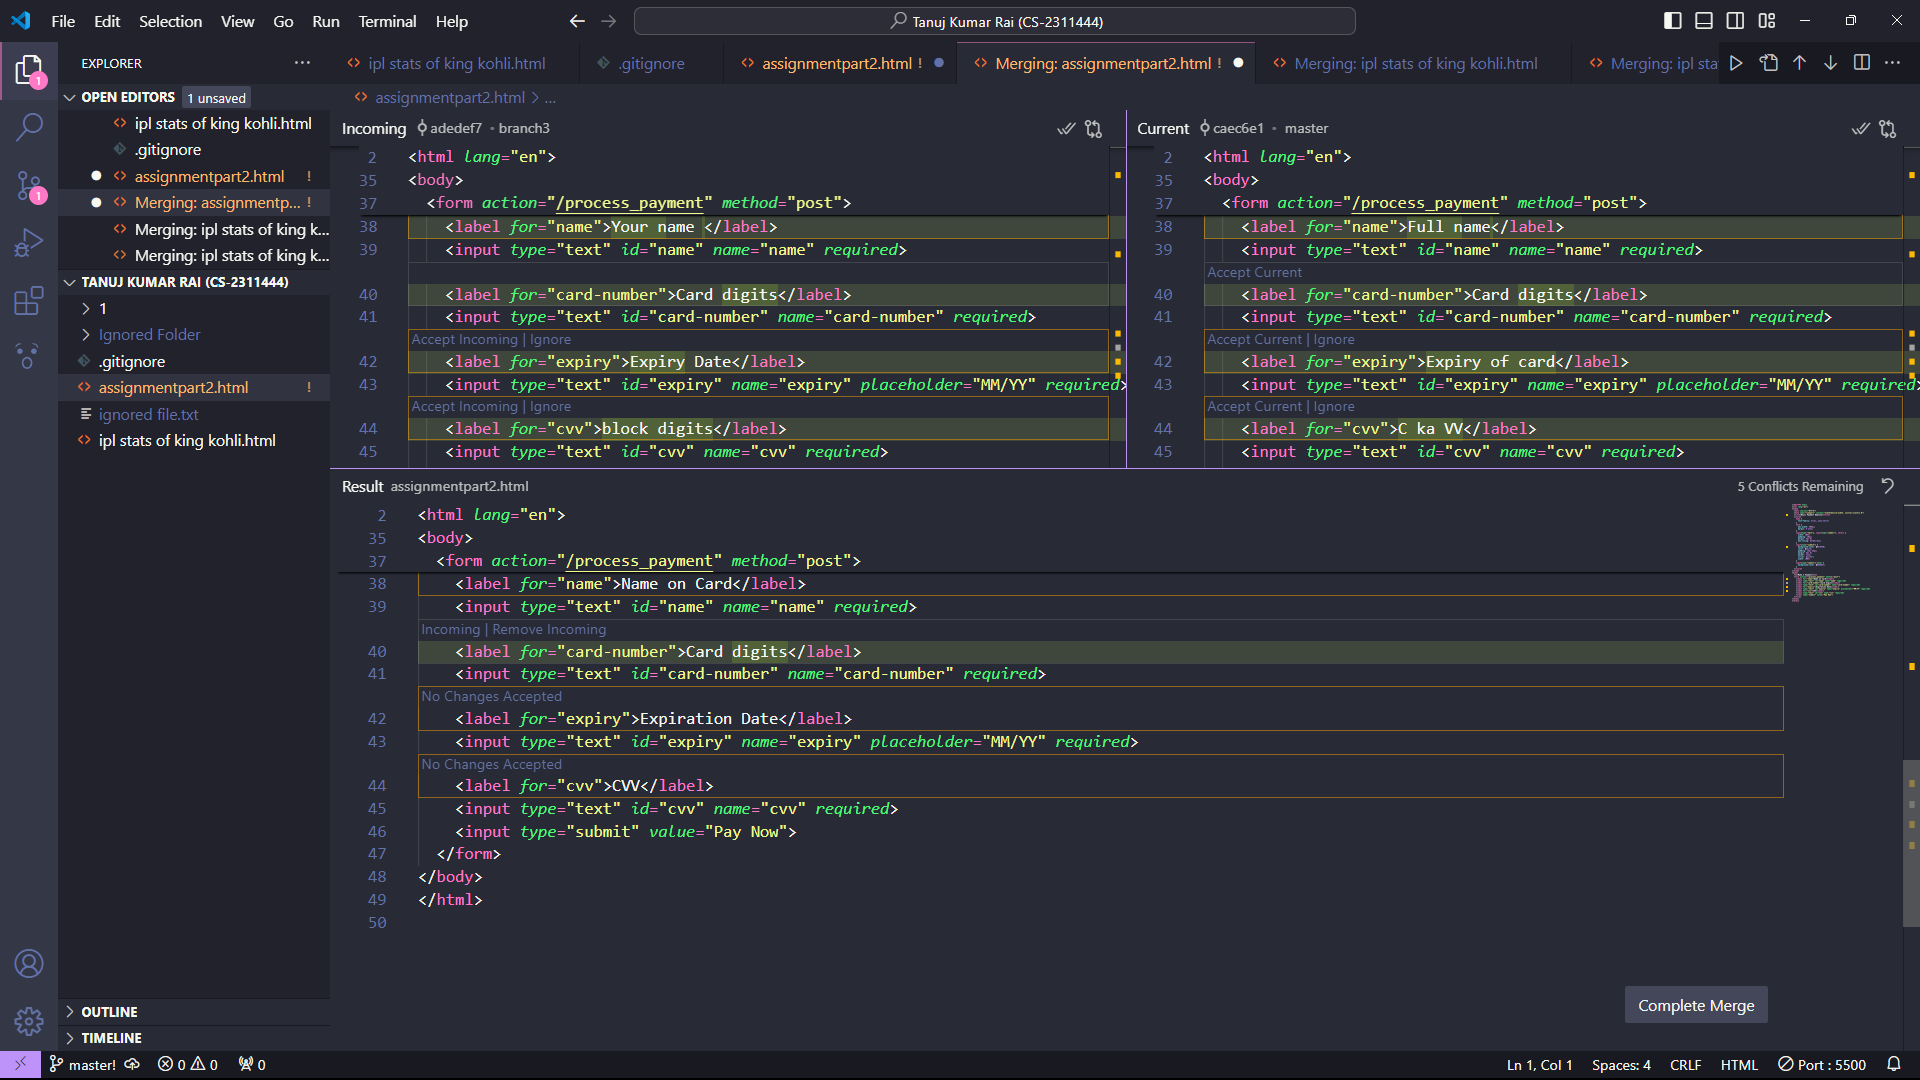 File Edit Selection View Go Run Terminal Help
Tanuj Kumar Rai (CS-2311444)
EXPLORER
OPEN EDITORS 1 unsaved
ipl stats of king kohli.html
.gitignore
assignmentpart2.html !
Merging: assignmentp... !
Merging: ipl stats of king k...
Merging: ipl stats of king k...
TANUJ KUMAR RAI (CS-2311444)
1
Ignored Folder
.gitignore
assignmentpart2.html !
ignored file.txt
ipl stats of king kohli.html
OUTLINE
TIMELINE
ipl stats of king kohli.html .gitignore assignmentpart2.html ! Merging: assignmentpart2.html ! Merging: ipl stats of king kohli.html Merging: ipl sta
assignmentpart2.html > ...
Incoming adedef7 • branch3
2 <html lang="en">
35 <body>
37 <form action="/process_payment" method="post">
38 <label for="name">Your name </label>
39 <input type="text" id="name" name="name" required>
40 <label for="card-number">Card digits</label>
41 <input type="text" id="card-number" name="card-number" required>
Accept Incoming | Ignore
42 <label for="expiry">Expiry Date</label>
43 <input type="text" id="expiry" name="expiry" placeholder="MM/YY" required>
Accept Incoming | Ignore
44 <label for="cvv">block digits</label>
45 <input type="text" id="cvv" name="cvv" required>
Current caec6e1 • master
2 <html lang="en">
35 <body>
37 <form action="/process_payment" method="post">
38 <label for="name">Full name</label>
39 <input type="text" id="name" name="name" required>
Accept Current
40 <label for="card-number">Card digits</label>
41 <input type="text" id="card-number" name="card-number" required>
Accept Current | Ignore
42 <label for="expiry">Expiry of card</label>
43 <input type="text" id="expiry" name="expiry" placeholder="MM/YY" required>
Accept Current | Ignore
44 <label for="cvv">C ka VV</label>
45 <input type="text" id="cvv" name="cvv" required>
Result assignmentpart2.html
5 Conflicts Remaining
2 <html lang="en">
35 <body>
37 <form action="/process_payment" method="post">
38 <label for="name">Name on Card</label>
39 <input type="text" id="name" name="name" required>
Incoming | Remove Incoming
40 <label for="card-number">Card digits</label>
41 <input type="text" id="card-number" name="card-number" required>
No Changes Accepted
42 <label for="expiry">Expiration Date</label>
43 <input type="text" id="expiry" name="expiry" placeholder="MM/YY" required>
No Changes Accepted
44 <label for="cvv">CVV</label>
45 <input type="text" id="cvv" name="cvv" required>
46 <input type="submit" value="Pay Now">
47 </form>
48 </body>
49 </html>
50
Complete Merge
master! 0 0 0
Ln 1, Col 1 Spaces: 4 CRLF HTML Port : 5500